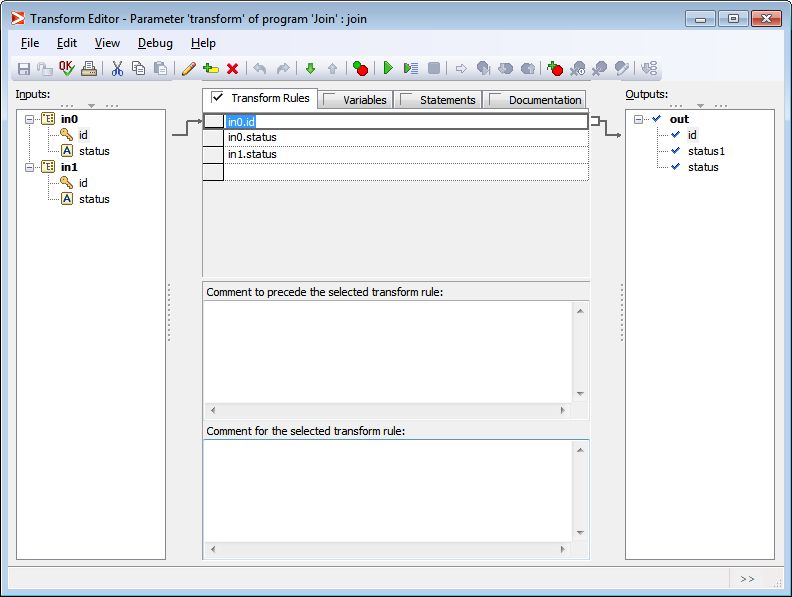 Transform Editor - Parameter 'transform' of program 'Join' : join
File Edit View Debug Help
OK
Inputs:
in0
id
A status
in1
id
A status
Transform Rules Variables Statements Documentation
in0.id
in0.status
in1.status
Comment to precede the selected transform rule:
Comment for the selected transform rule:
Outputs:
out
id
status1
status
>>